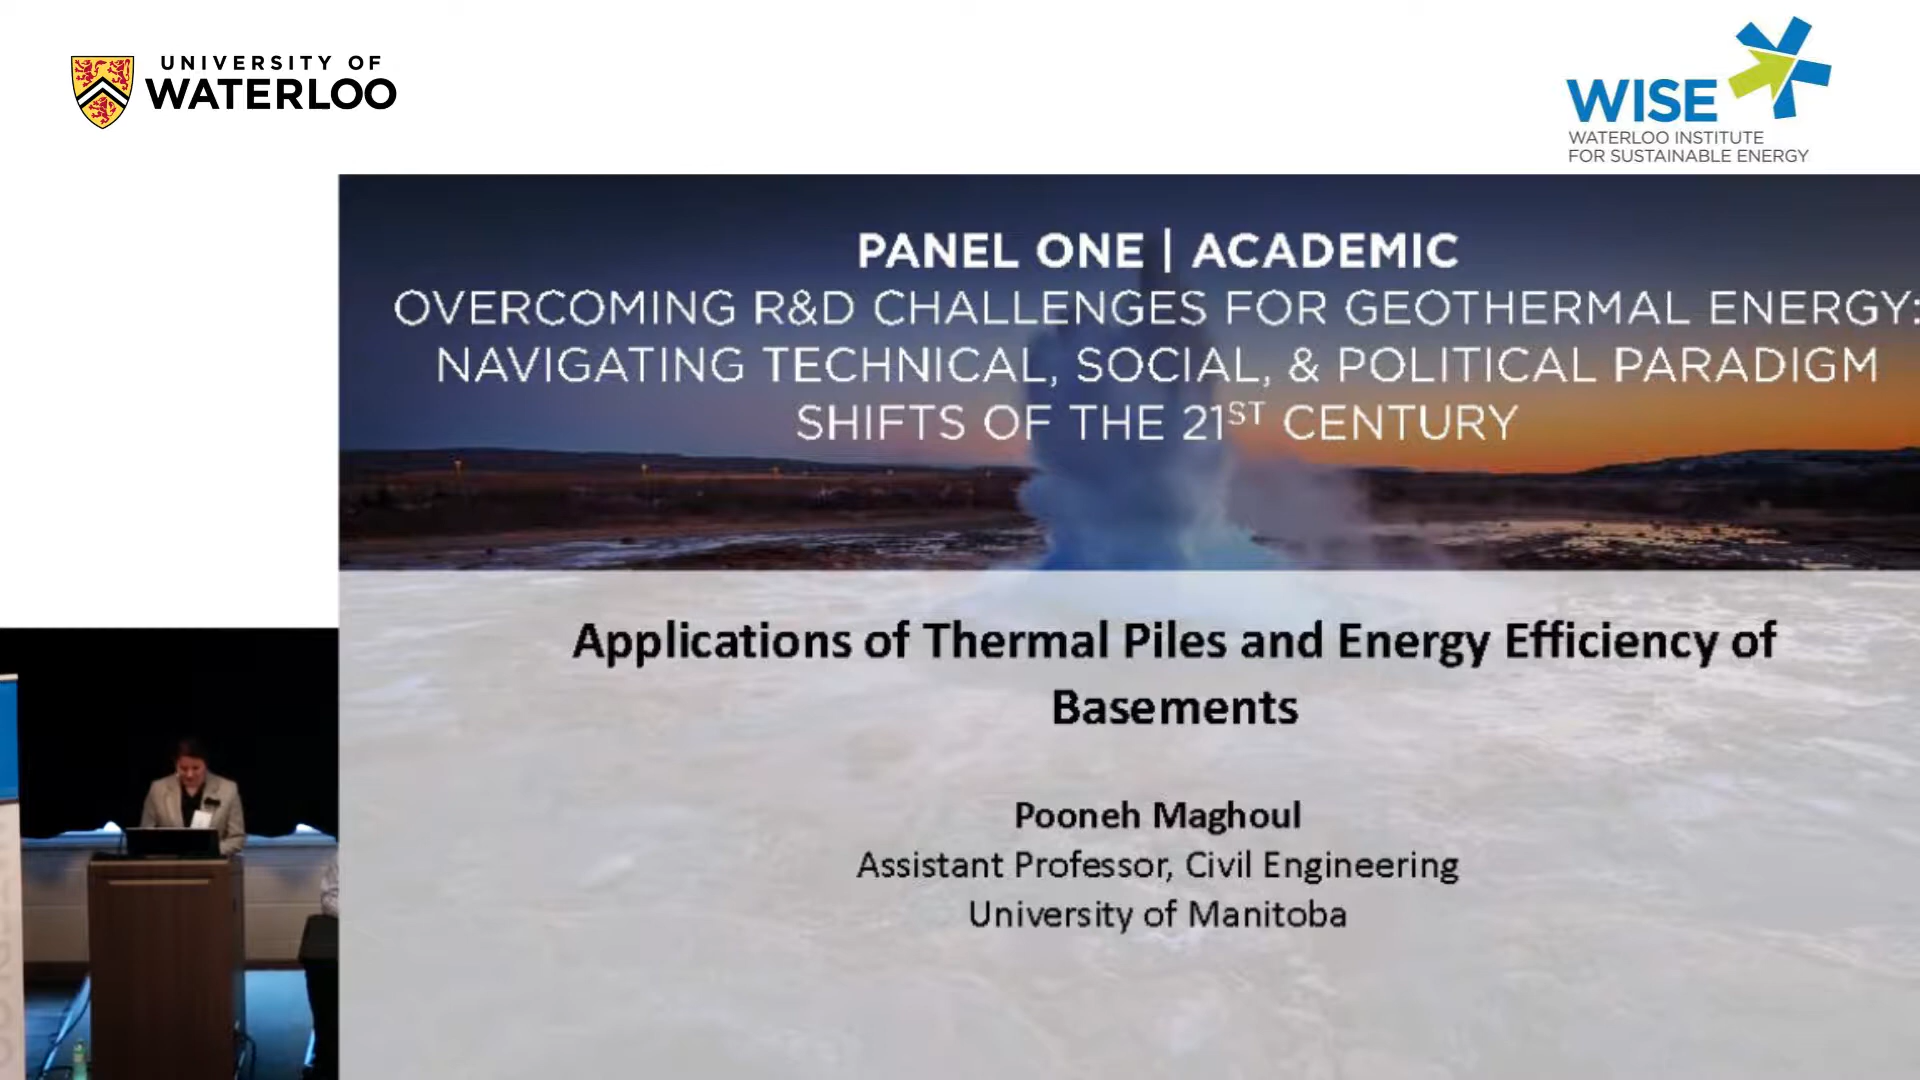 UNIVERSITY OF
WATERLOO
WISE
WATERLOO INSTITUTE
FOR SUSTAINABLE ENERGY
PANEL ONE | ACADEMIC
OVERCOMING R&D CHALLENGES FOR GEOTHERMAL ENERGY:
NAVIGATING TECHNICAL, SOCIAL, & POLITICAL PARADIGM
SHIFTS OF THE 21ST CENTURY
Applications of Thermal Piles and Energy Efficiency of
Basements
Pooneh Maghoul
Assistant Professor, Civil Engineering
University of Manitoba